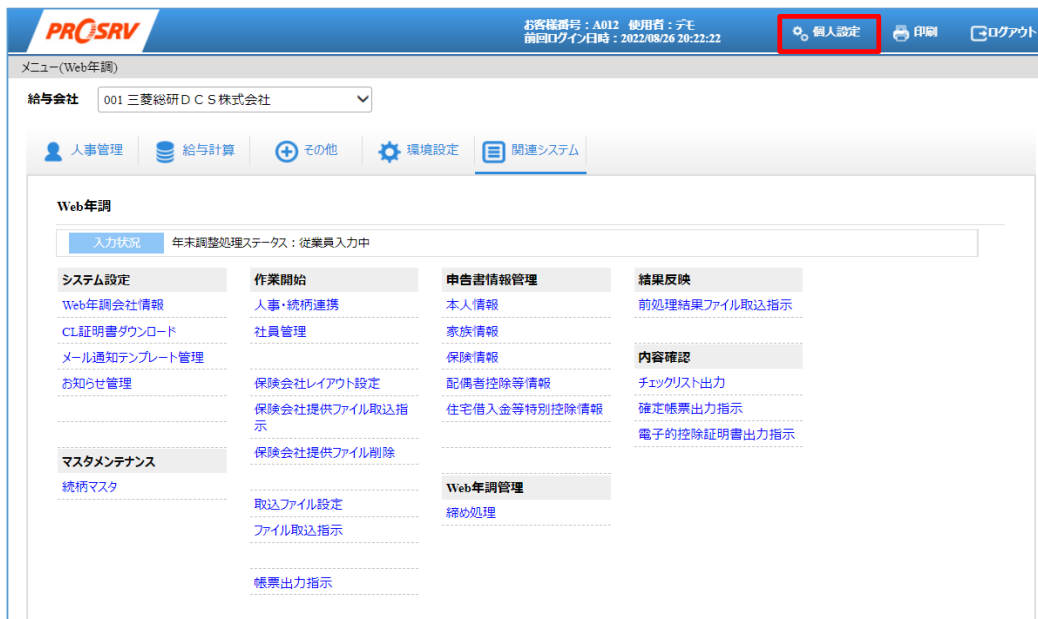 PROSRV
お客様番号：A012 使用者：デモ
前回ログイン日時：2022/08/26 20:22:22
個人設定
印刷
ログアウト
メニュー(Web年調)
給与会社
001 三菱総研ＤＣＳ株式会社
人事管理
給与計算
その他
環境設定
関連システム
Web年調
入力状況
年末調整処理ステータス：従業員入力中
システム設定
Web年調会社情報
CL証明書ダウンロード
メール通知テンプレート管理
お知らせ管理
マスタメンテナンス
続柄マスタ
作業開始
人事・続柄連携
社員管理
保険会社レイアウト設定
保険会社提供ファイル取込指
示
保険会社提供ファイル削除
取込ファイル設定
ファイル取込指示
帳票出力指示
申告書情報管理
本人情報
家族情報
保険情報
配偶者控除等情報
住宅借入金等特別控除情報
Web年調管理
締め処理
結果反映
前処理結果ファイル取込指示
内容確認
チェックリスト出力
確定帳票出力指示
電子的控除証明書出力指示